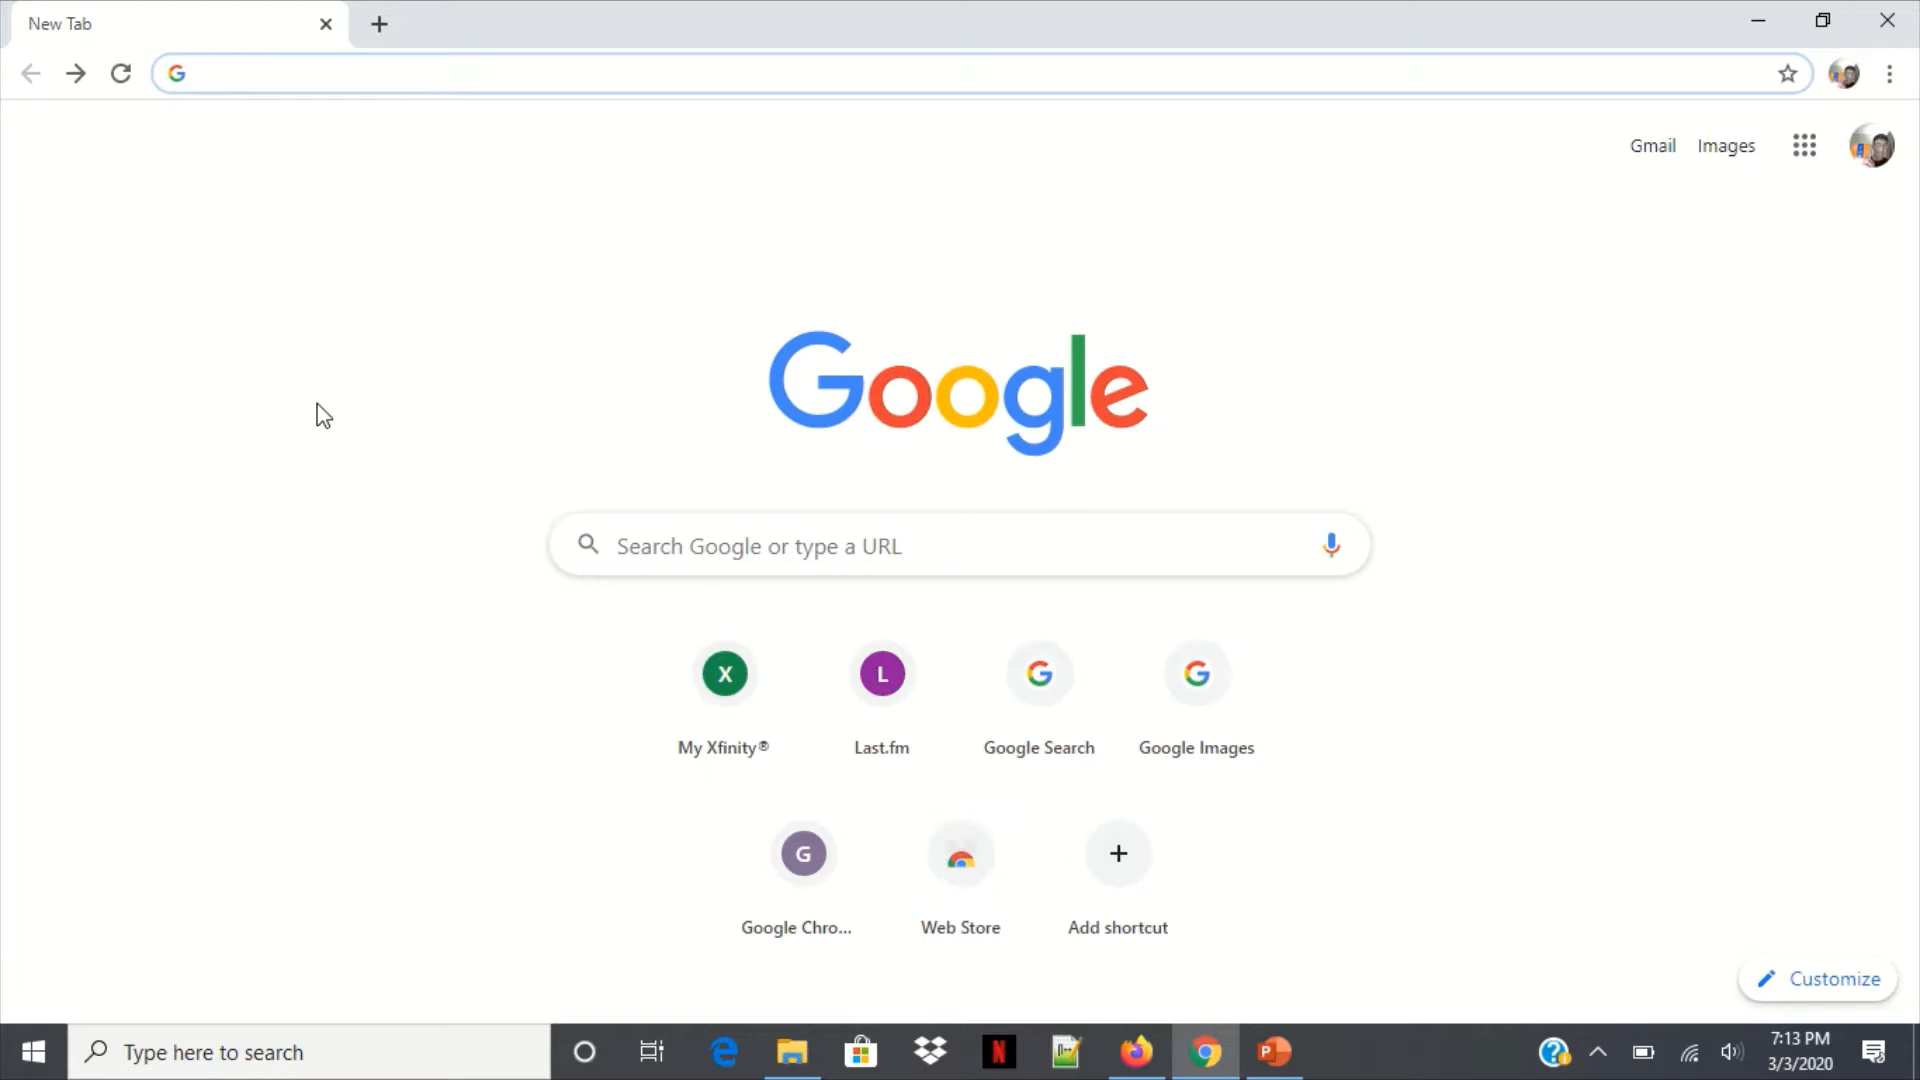 New Tab
Gmail Images
Google
Search Google or type a URL
X L
My Xfinity® Last.fm Google Search Google Images
G
Google Chro... Web Store Add shortcut
Customize
Type here to search
7:13 PM
3/3/2020